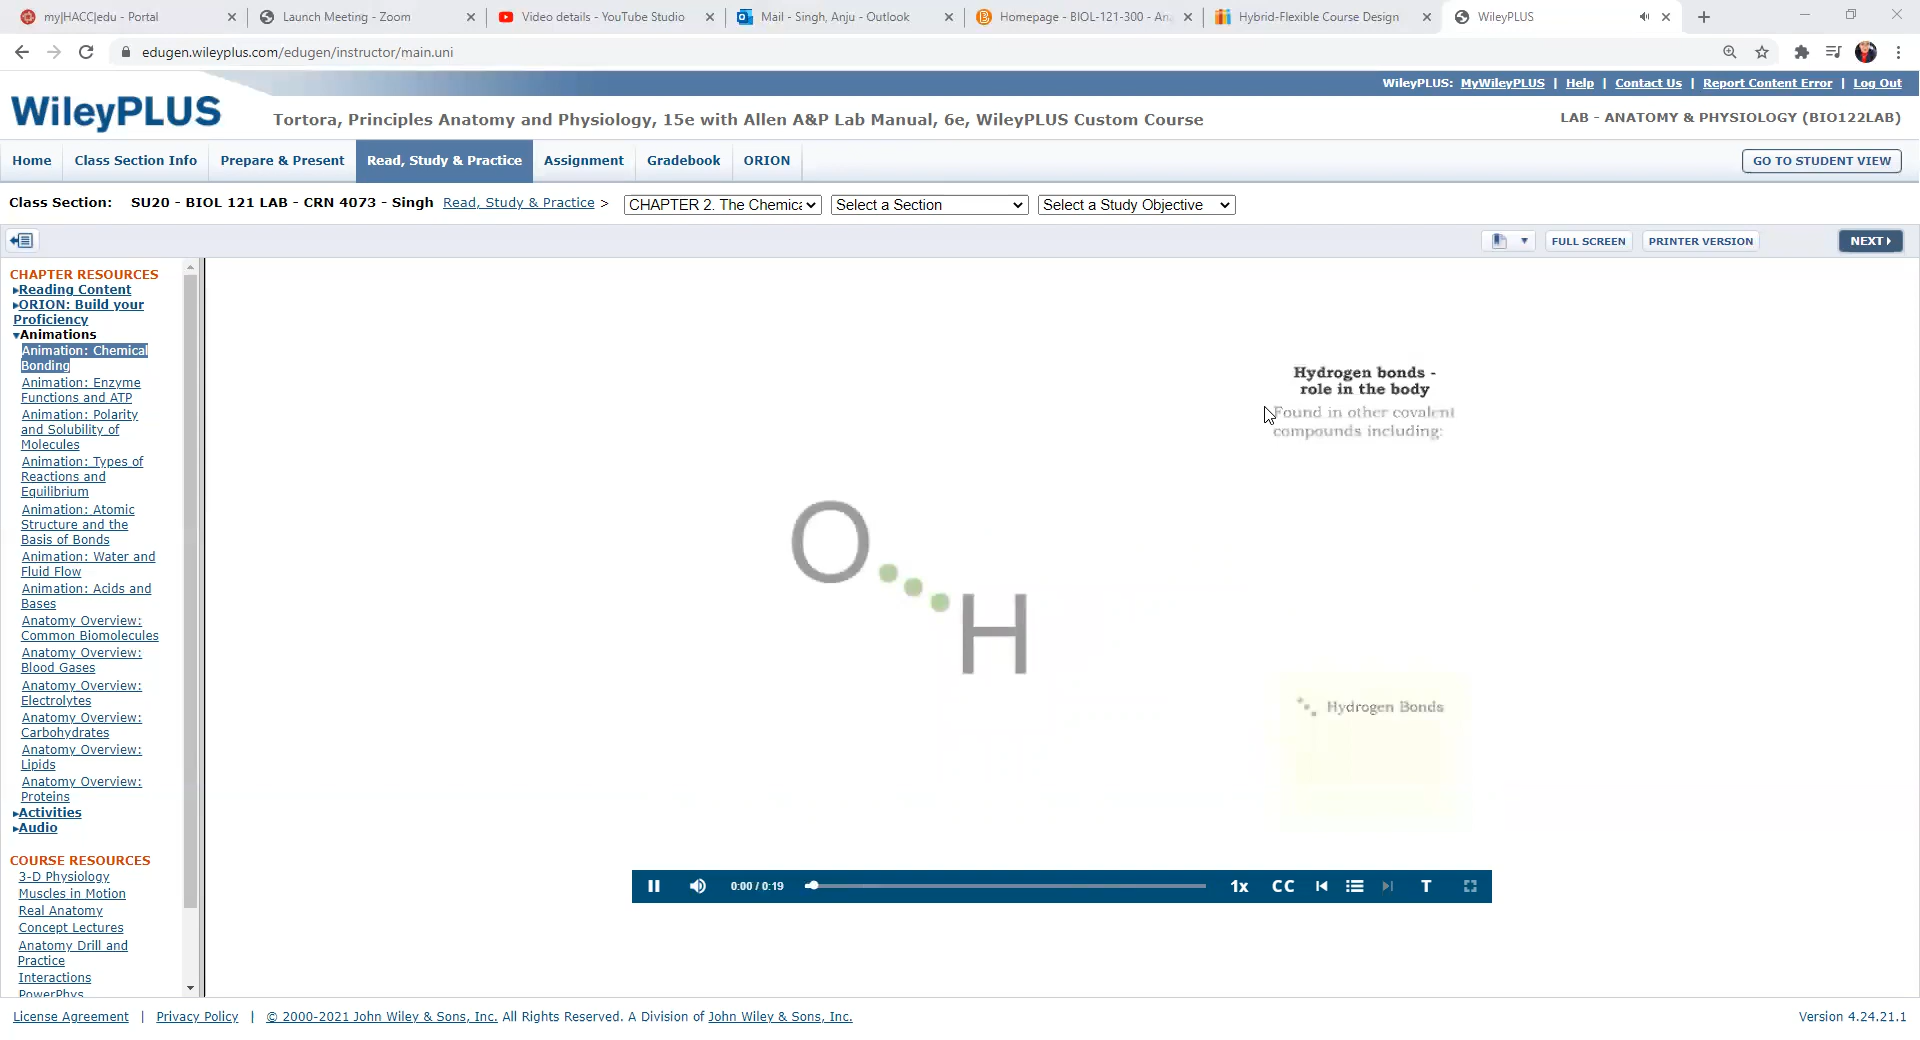 my|HACC|edu - Portal
Launch Meeting - Zoom
Video details - YouTube Studio
Mail - Singh, Anju - Outlook
Homepage - BIOL-121-300 - An
Hybrid-Flexible Course Design
WileyPLUS
edugen.wileyplus.com/edugen/instructor/main.uni
WileyPLUS: MyWileyPLUS | Help | Contact Us | Report Content Error | Log Out
WileyPLUS
Tortora, Principles Anatomy and Physiology, 15e with Allen A&P Lab Manual, 6e, WileyPLUS Custom Course
LAB - ANATOMY & PHYSIOLOGY (BIO122LAB)
Home
Class Section Info
Prepare & Present
Read, Study & Practice
Assignment
Gradebook
ORION
GO TO STUDENT VIEW
Class Section: SU20 - BIOL 121 LAB - CRN 4073 - Singh Read, Study & Practice >
CHAPTER 2. The Chemica
Select a Section
Select a Study Objective
FULL SCREEN
PRINTER VERSION
NEXT
CHAPTER RESOURCES
Reading Content
ORION: Build your
Proficiency
Animations
Animation: Chemical
Bonding
Animation: Enzyme
Functions and ATP
Animation: Polarity
and Solubility of
Molecules
Animation: Types of
Reactions and
Equilibrium
Animation: Atomic
Structure and the
Basis of Bonds
Animation: Water and
Fluid Flow
Animation: Acids and
Bases
Anatomy Overview:
Common Biomolecules
Anatomy Overview:
Blood Gases
Anatomy Overview:
Electrolytes
Anatomy Overview:
Carbohydrates
Anatomy Overview:
Lipids
Anatomy Overview:
Proteins
Activities
Audio
COURSE RESOURCES
3-D Physiology
Muscles in Motion
Real Anatomy
Concept Lectures
Anatomy Drill and
Practice
Interactions
PowerPhys
Hydrogen bonds -
role in the body
Found in other covalent
compounds including:
O
H
Hydrogen Bonds
0:00 / 0:19
1x
CC
T
License Agreement | Privacy Policy | © 2000-2021 John Wiley & Sons, Inc. All Rights Reserved. A Division of John Wiley & Sons, Inc.
Version 4.24.21.1